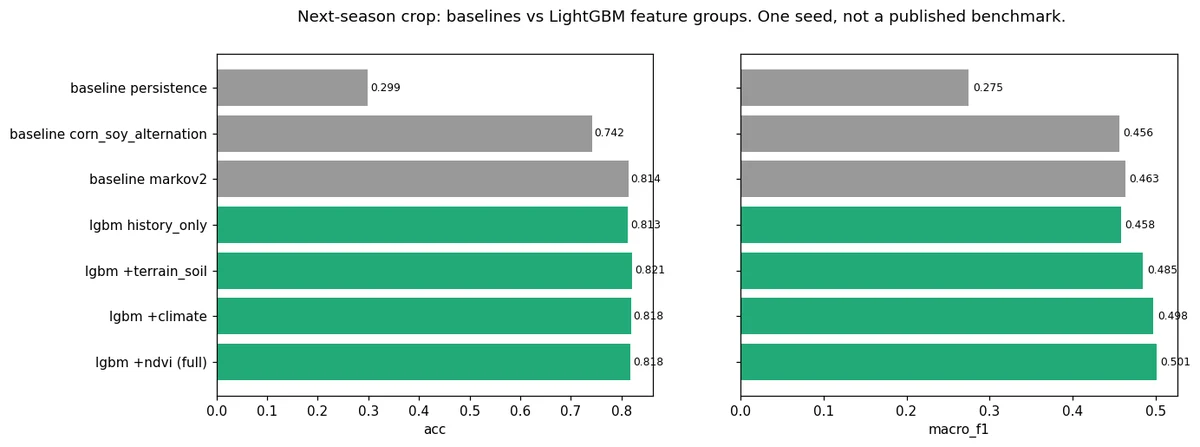 Next-season crop: baselines vs LightGBM feature groups. One seed, not a published benchmark.
baseline persistence
baseline corn_soy_alternation
baseline markov2
lgbm history_only
lgbm +terrain_soil
lgbm +climate
lgbm +ndvi (full)
0.299
0.742
0.814
0.813
0.821
0.818
0.818
0.0 0.1 0.2 0.3 0.4 0.5 0.6 0.7 0.8
acc
0.275
0.456
0.463
0.458
0.485
0.498
0.501
0.0 0.1 0.2 0.3 0.4 0.5
macro_f1